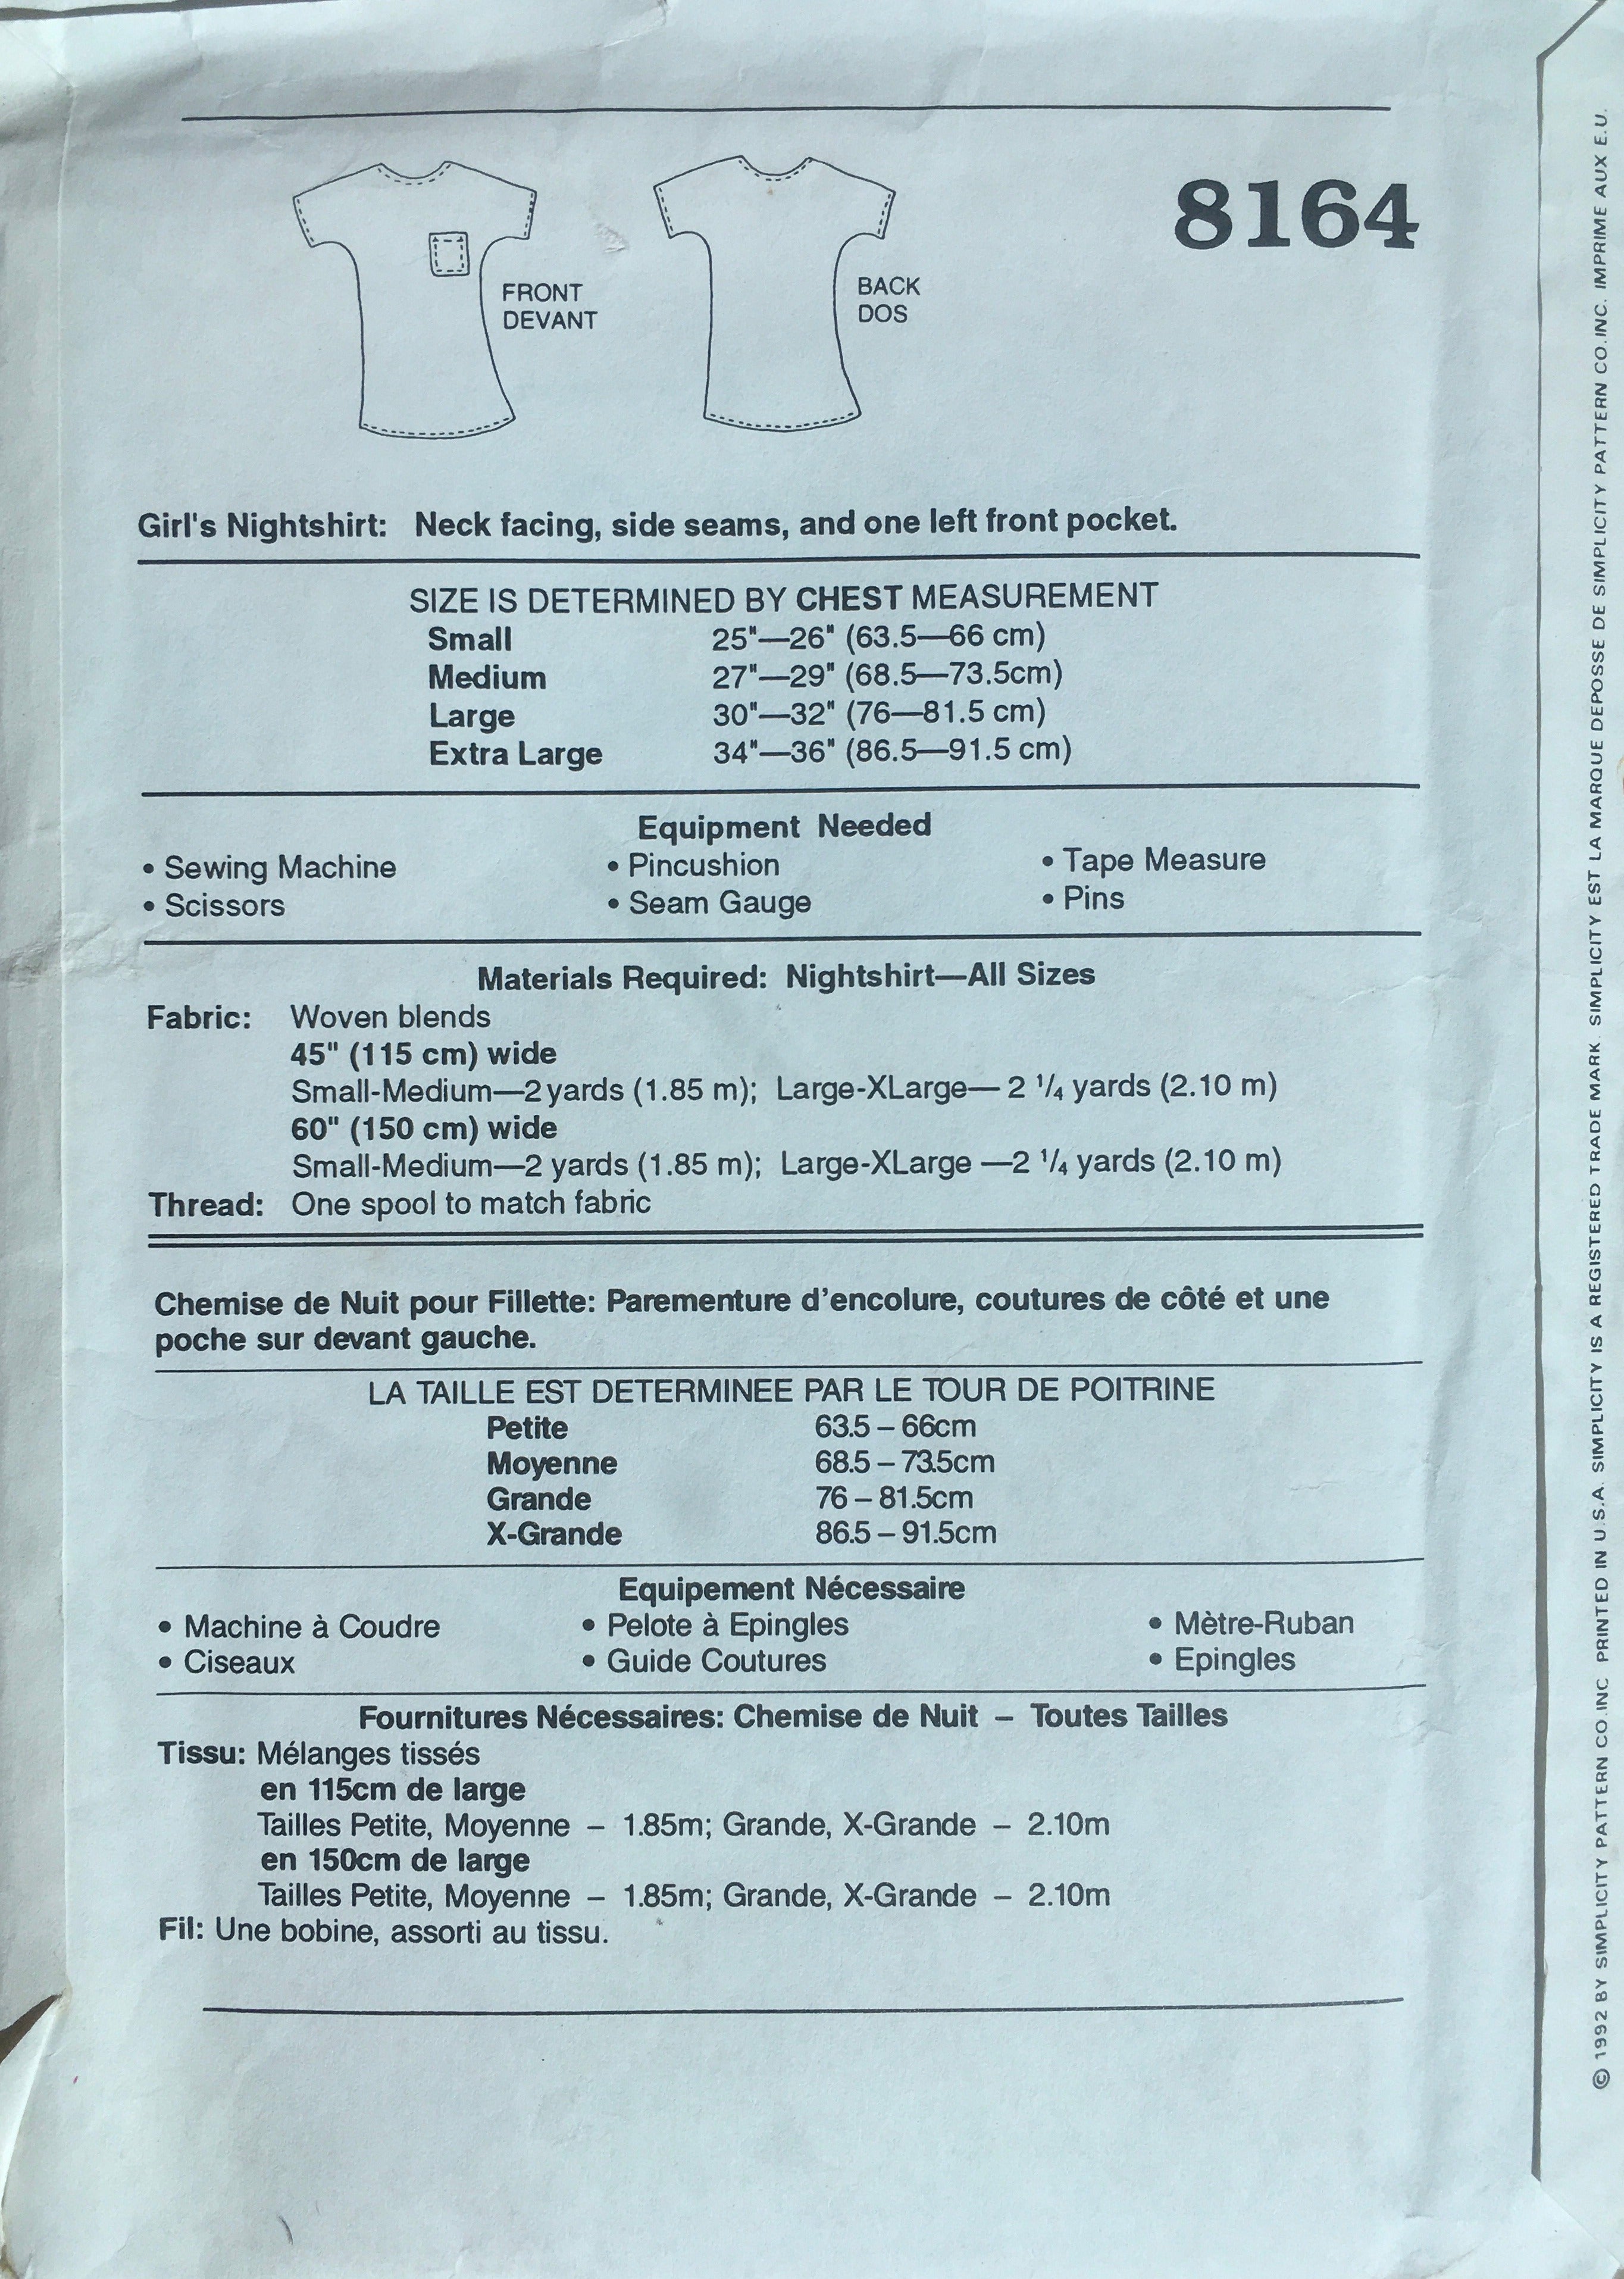 8164
FRONT
DEVANT
BACK
DOS
Girl's Nightshirt: Neck facing, side seams, and one left front pocket.
SIZE IS DETERMINED BY CHEST MEASUREMENT
Small 25"—26" (63.5—66 cm)
Medium 27"—29" (68.5—73.5cm)
Large 30"—32" (76—81.5 cm)
Extra Large 34"—36" (86.5—91.5 cm)
Equipment Needed
• Sewing Machine • Pincushion • Tape Measure
• Scissors • Seam Gauge • Pins
Materials Required: Nightshirt—All Sizes
Fabric: Woven blends
45" (115 cm) wide
Small-Medium—2 yards (1.85 m); Large-XLarge— 2 1/4 yards (2.10 m)
60" (150 cm) wide
Small-Medium—2 yards (1.85 m); Large-XLarge —2 1/4 yards (2.10 m)
Thread: One spool to match fabric
Chemise de Nuit pour Fillette: Parementure d'encolure, coutures de côté et une
poche sur devant gauche.
LA TAILLE EST DETERMINEE PAR LE TOUR DE POITRINE
Petite 63.5 – 66cm
Moyenne 68.5 – 73.5cm
Grande 76 – 81.5cm
X-Grande 86.5 – 91.5cm
Equipement Nécessaire
• Machine à Coudre • Pelote à Epingles • Mètre-Ruban
• Ciseaux • Guide Coutures • Epingles
Fournitures Nécessaires: Chemise de Nuit – Toutes Tailles
Tissu: Mélanges tissés
en 115cm de large
Tailles Petite, Moyenne – 1.85m; Grande, X-Grande – 2.10m
en 150cm de large
Tailles Petite, Moyenne – 1.85m; Grande, X-Grande – 2.10m
Fil: Une bobine, assorti au tissu.
© 1992 BY SIMPLICITY PATTERN CO.INC PRINTED IN U.S.A. SIMPLICITY IS A REGISTERED TRADE MARK. SIMPLICITY EST LA MARQUE DEPOSSE DE SIMPLICITY PATTERN CO.INC. IMPRIME AUX E.U.